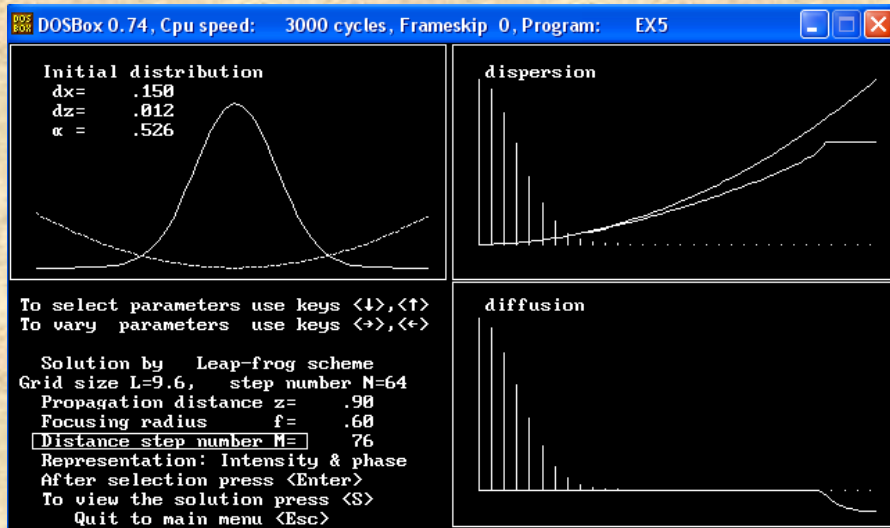 DOSBox 0.74, Cpu speed: 3000 cycles, Frameskip 0, Program: EX5
Initial distribution
dx= .150
dz= .012
α = .526
dispersion
To select parameters use keys <↓>,<↑>
To vary parameters use keys <→>,<←>
Solution by Leap-frog scheme
Grid size L=9.6, step number N=64
Propagation distance z= .90
Focusing radius f= .60
Distance step number M= 76
Representation: Intensity & phase
After selection press <Enter>
To view the solution press <S>
Quit to main menu <Esc>
diffusion